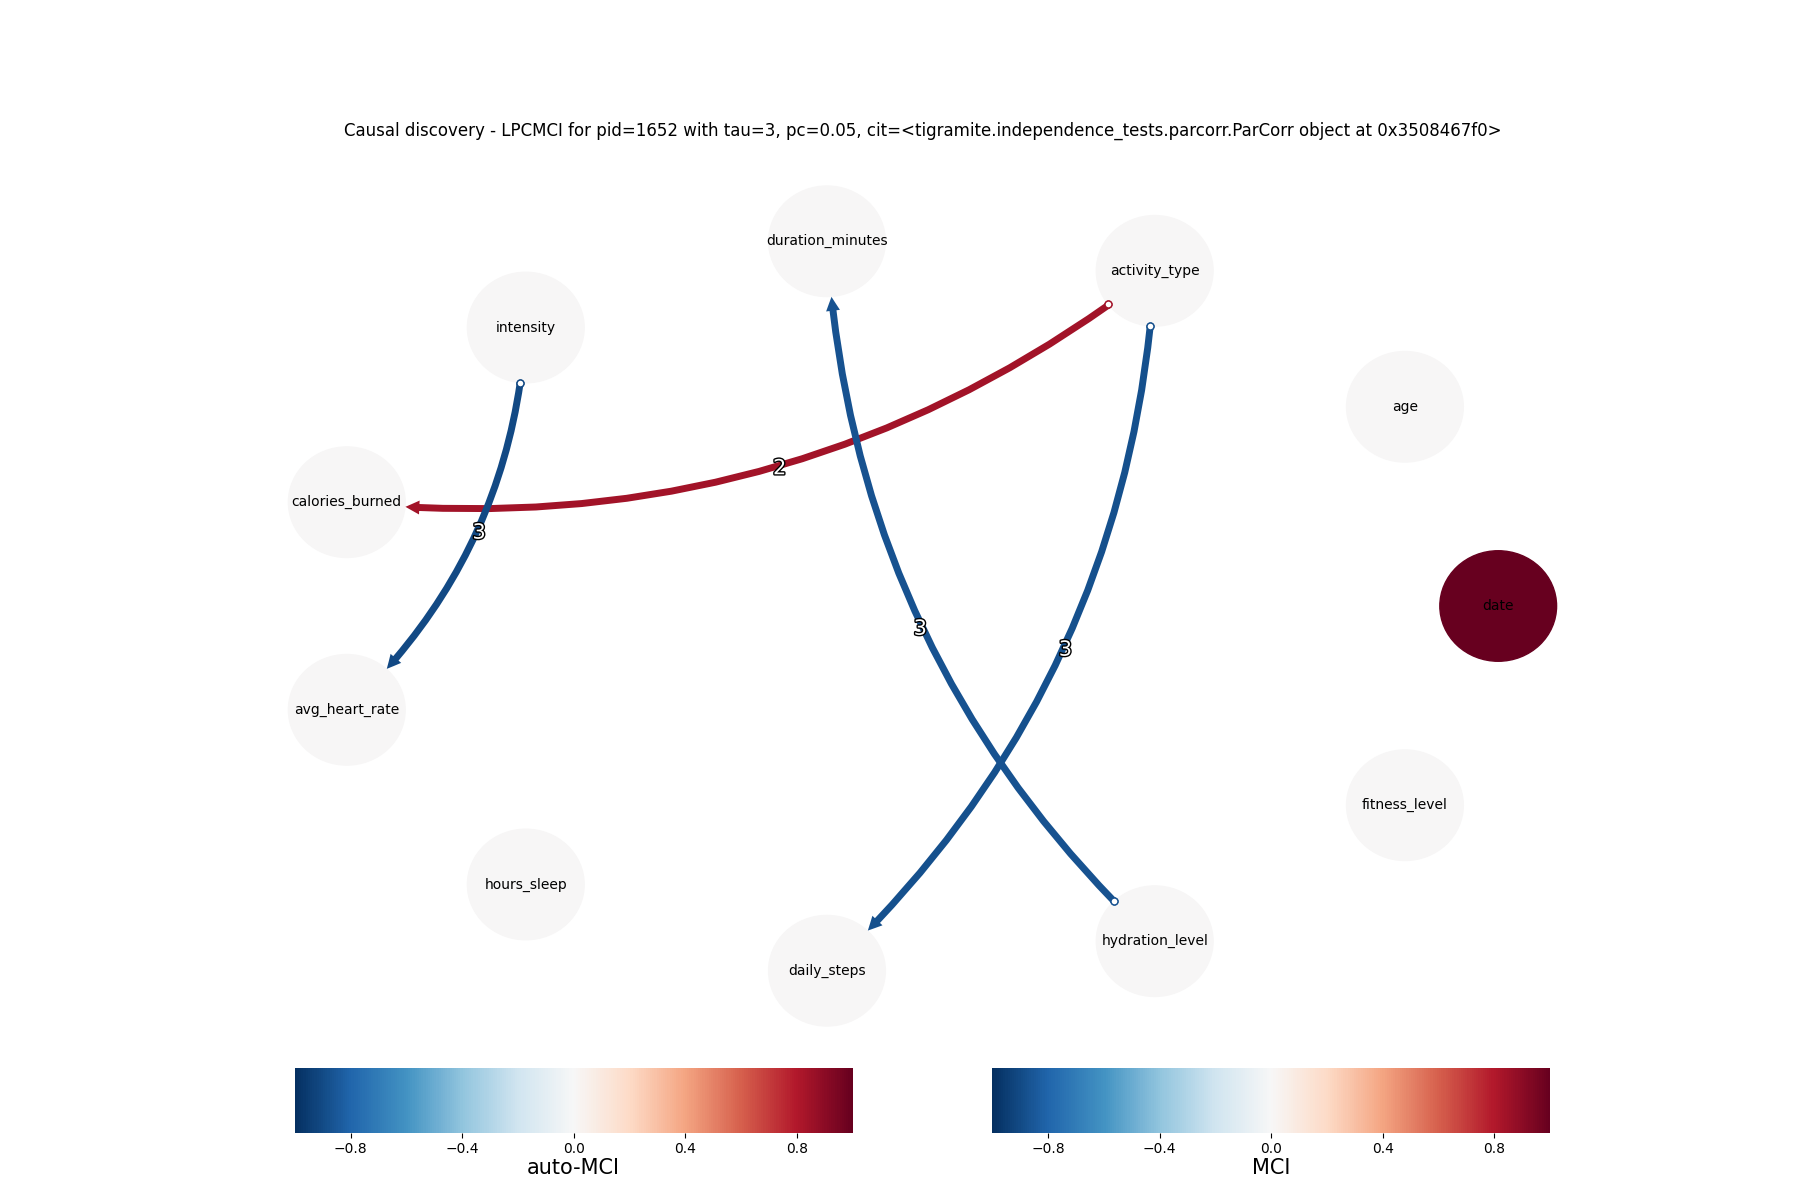 Causal discovery - LPCMCI for pid=1652 with tau=3, pc=0.05, cit=<tigramite.independence_tests.parcorr.ParCorr object at 0x3508467f0>
duration_minutes
activity_type
intensity
age
2
calories_burned
3
date
3
3
avg_heart_rate
fitness_level
hours_sleep
hydration_level
daily_steps
−0.8 −0.4 0.0 0.4 0.8
auto-MCI
−0.8 −0.4 0.0 0.4 0.8
MCI